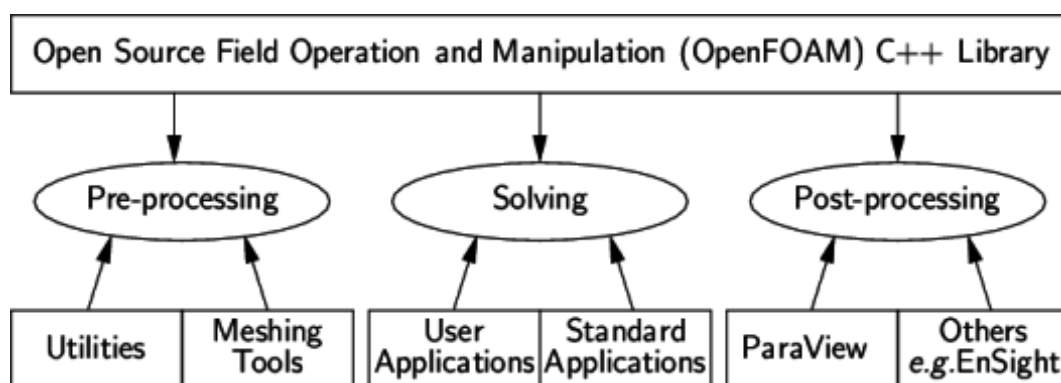 Open Source Field Operation and Manipulation (OpenFOAM) C++ Library
Pre-processing
Solving
Post-processing
Utilities
Meshing
Tools
User
Applications
Standard
Applications
ParaView
Others
e.g.EnSight